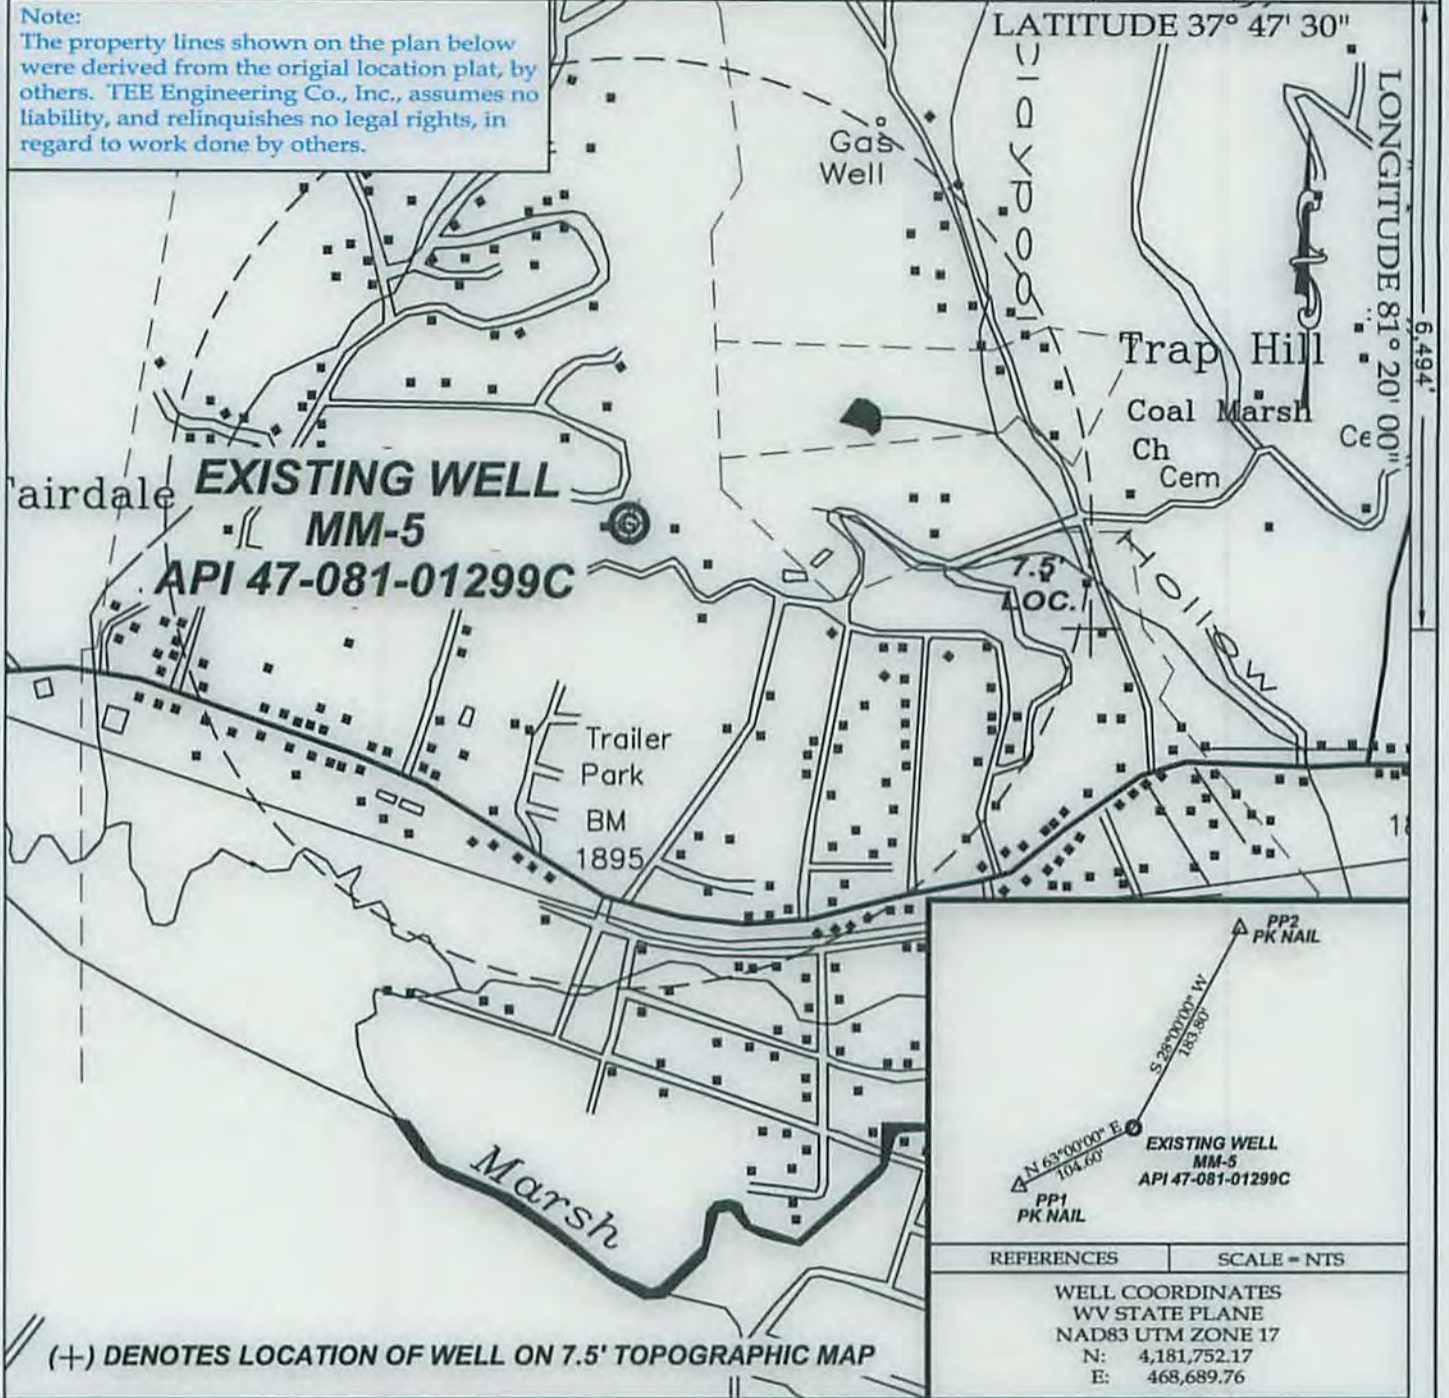 Note:
The property lines shown on the plan below
were derived from the origial location plat, by
others. TEE Engineering Co., Inc., assumes no
liability, and relinquishes no legal rights, in
regard to work done by others.
LATITUDE 37° 47' 30"
LONGITUDE 81° 20' 00"
6,494'
Gas
Well
Trap Hill
Coal Marsh
Ch
Cem
Ce
airdale
EXISTING WELL
MM-5
API 47-081-01299C
G
7.5'
LOC.
Hollow
Trailer
Park
BM
1895
18
Marsh
PP2
PK NAIL
S 28°00'00" W
183.80'
N 63°00'00" E
104.60'
EXISTING WELL
MM-5
API 47-081-01299C
PP1
PK NAIL
REFERENCES
SCALE = NTS
WELL COORDINATES
WV STATE PLANE
NAD83 UTM ZONE 17
N: 4,181,752.17
E: 468,689.76
(+) DENOTES LOCATION OF WELL ON 7.5' TOPOGRAPHIC MAP